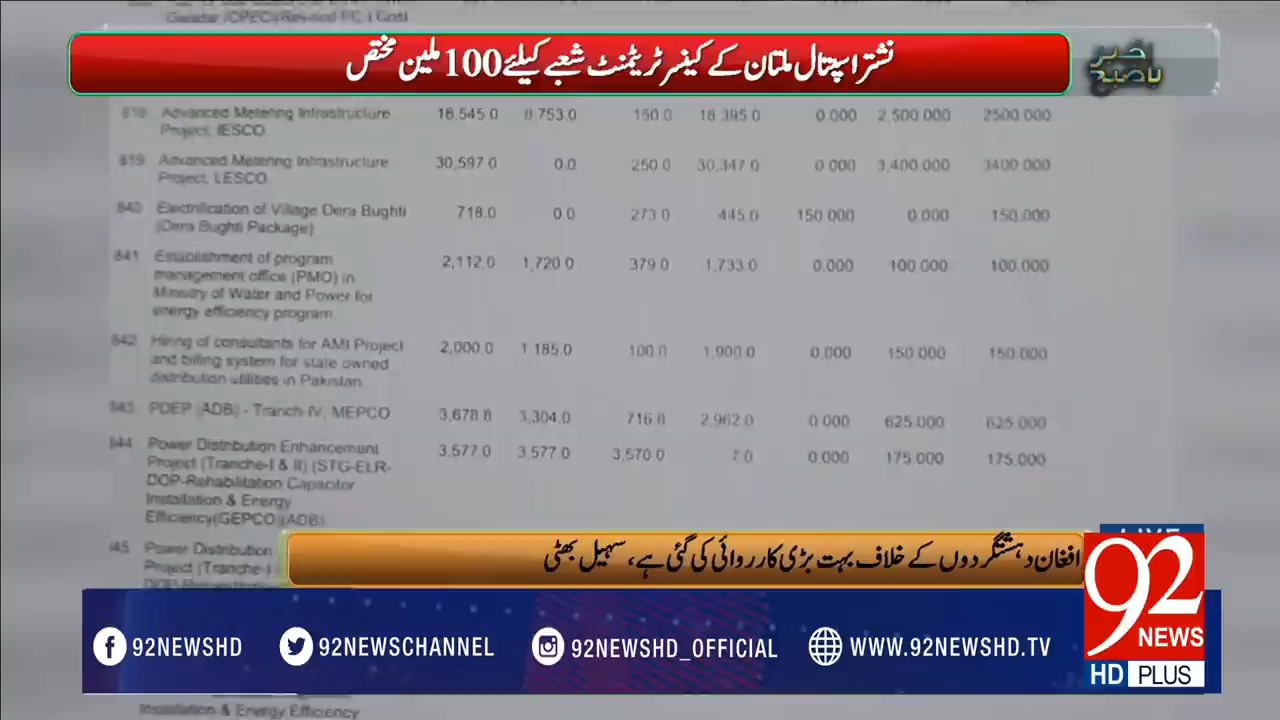 Gwadar (CPEC)(Revised PC-I Cost)
نشتر اسپتال ملتان کے کینسر ٹریٹمنٹ شعبے کیلئے 100 ملین مختص
Advanced Metering Infrastructure 18,545.0 150.0 18,395.0 0.000 2,500.000 2500.000
Project, IESCO
Advanced Metering Infrastructure 30,597.0 0.0 250.0 30,347.0 0.000 3,400.000 3400.000
Project, LESCO
840 Electrification of Village Dera Bughti 718.0 0.0 273.0 445.0 150.000 0.000 150.000
(Dera Bughti Package)
841 Establishment of program 2,112.0 1,720.0 379.0 1,733.0 0.000 100.000 100.000
management office (PMO) in
Ministry of Water and Power for
energy efficiency program.
842 Hiring of consultants for AMI Project 2,000.0 1,185.0 100.0 1,900.0 0.000 150.000 150.000
and billing system for state owned
distribution utilities in Pakistan.
843 PDEP (ADB) - Tranch-IV, MEPCO 3,678.8 3,304.0 716.8 2,962.0 0.000 625.000 625.000
844 Power Distribution Enhancement 3,577.0 3,577.0 3,570.0 7.0 0.000 175.000 175.000
Project (Tranche-I & II) (STG-ELR-
DOP-Rehabilitation Capacitor
Installation & Energy
Efficiency(GEPCO)(ADB)
Power Distribution
Project (Tranche-I
افغان دہشتگردوں کے خلاف بہت بڑی کارروائی کی گئی ہے، سہیل بھٹی
LIVE
92
NEWS
HD PLUS
92NEWSHD 92NEWSCHANNEL 92NEWSHD_OFFICIAL WWW.92NEWSHD.TV
Installation & Energy Efficiency